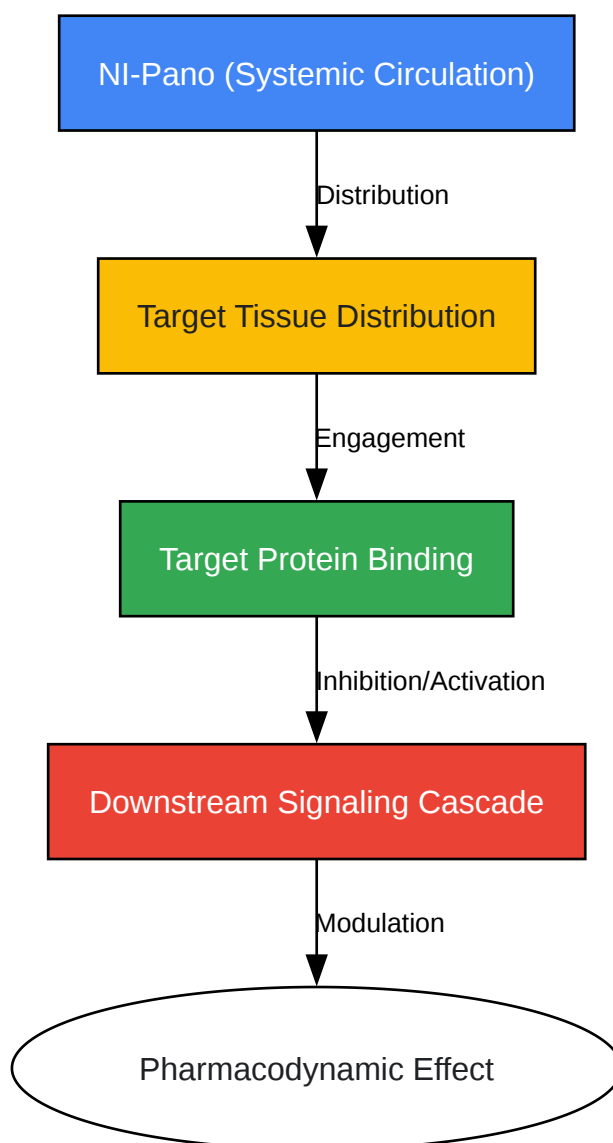 NI-Pano (Systemic Circulation)
Distribution
Target Tissue Distribution
Engagement
Target Protein Binding
Inhibition/Activation
Downstream Signaling Cascade
Modulation
Pharmacodynamic Effect